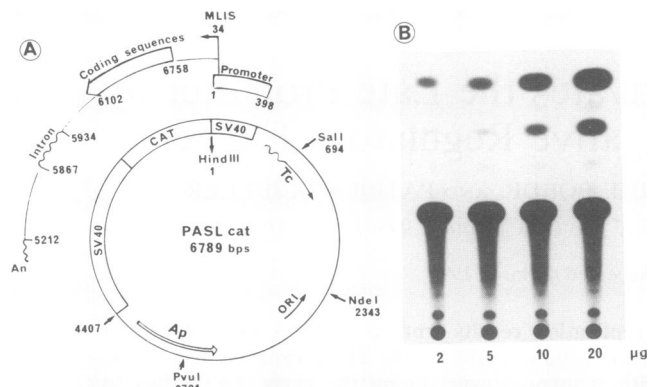 A
MLIS
34
Coding sequences
6758
6102
Promoter
1
398
5934
Intron
5867
5212
An
CAT
SV40
HindIII
1
SalI
694
Tc
SV40
PASL cat
6789 bps
ORI
NdeI
2343
4407
Ap
PvuI
B
2 5 10 20 µg